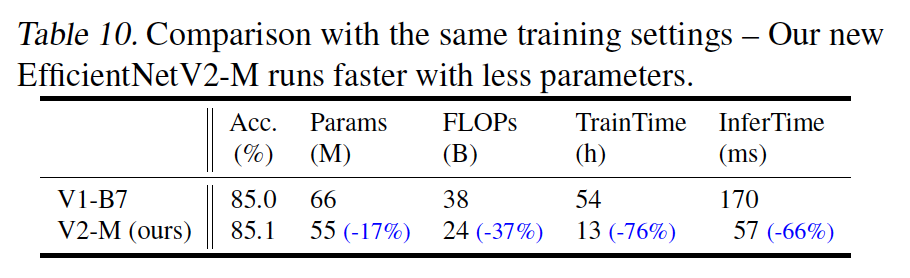 Table 10. Comparison with the same training settings – Our new
EfficientNetV2-M runs faster with less parameters.
Acc. Params FLOPs TrainTime InferTime
(%) (M) (B) (h) (ms)
V1-B7 85.0 66 38 54 170
V2-M (ours) 85.1 55 (-17%) 24 (-37%) 13 (-76%) 57 (-66%)